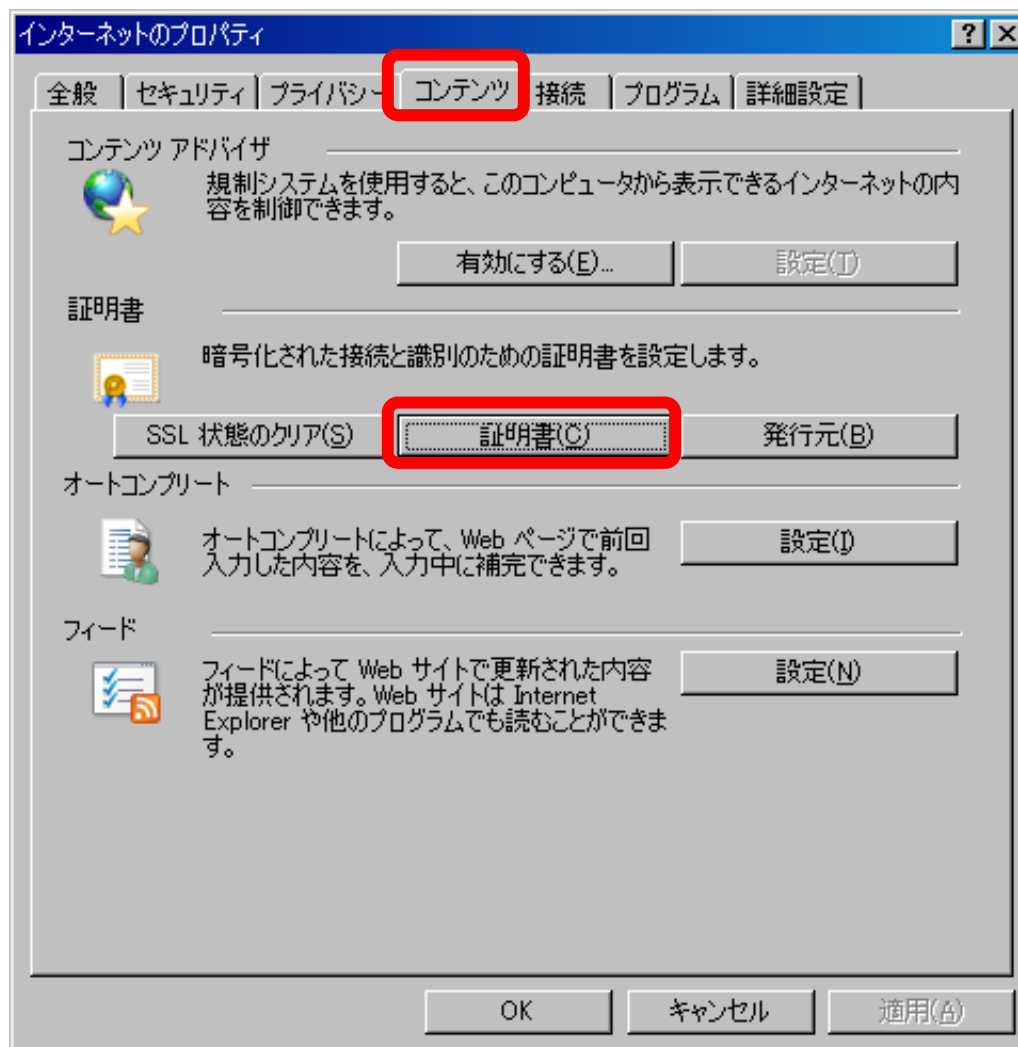 インターネットのプロパティ
全般 セキュリティ プライバシー コンテンツ 接続 プログラム 詳細設定
コンテンツ アドバイザ
規制システムを使用すると、このコンピュータから表示できるインターネットの内
容を制御できます。
有効にする(E)... 設定(T)
証明書
暗号化された接続と識別のための証明書を設定します。
SSL 状態のクリア(S) 証明書(C) 発行元(B)
オートコンプリート
オートコンプリートによって、Web ページで前回
入力した内容を、入力中に補完できます。
設定(I)
フィード
フィードによって Web サイトで更新された内容
が提供されます。Web サイトは Internet
Explorer や他のプログラムでも読むことができま
す。
設定(N)
OK キャンセル 適用(A)